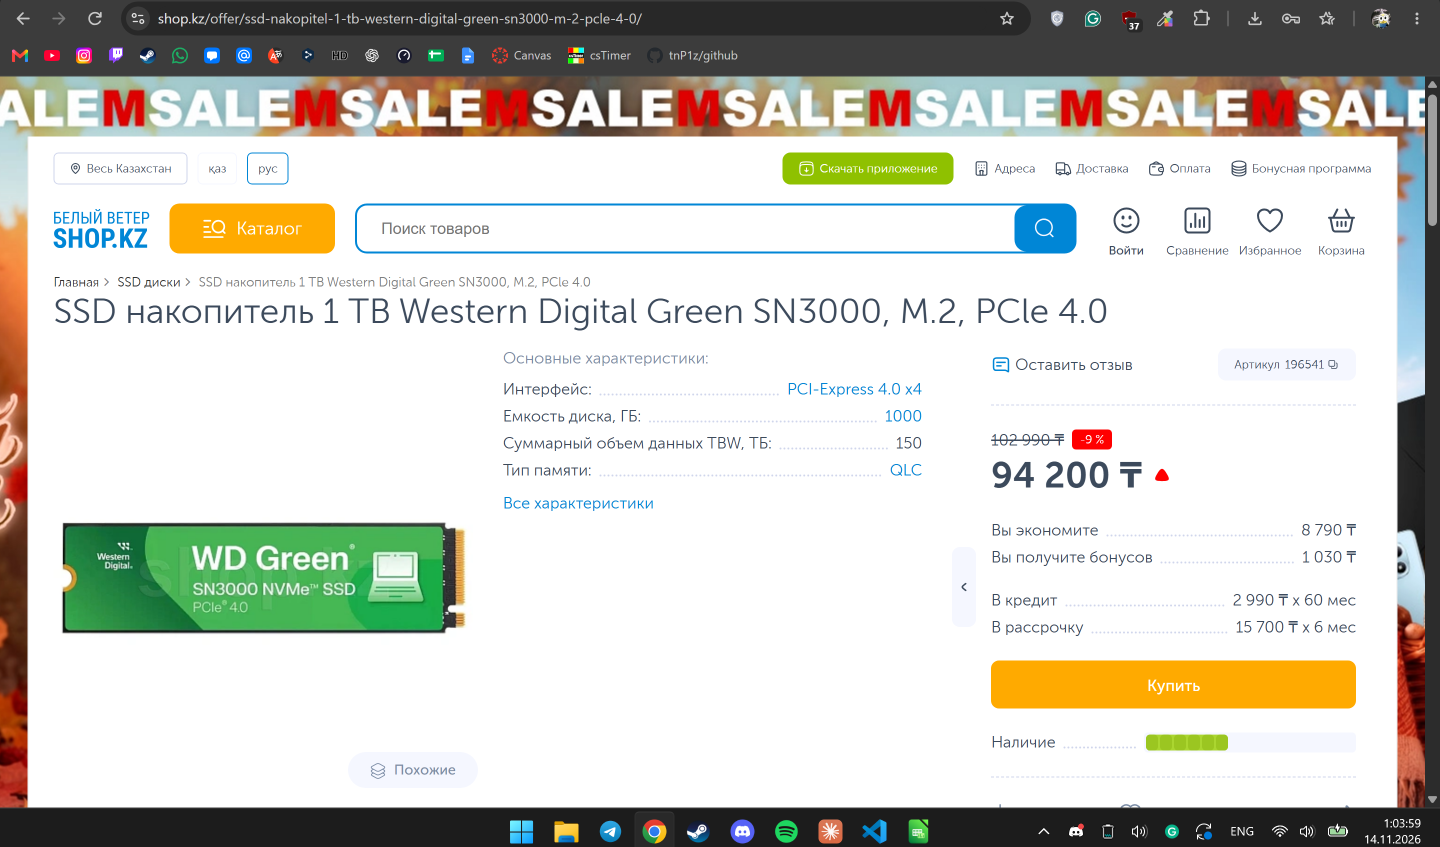 shop.kz/offer/ssd-nakopitel-1-tb-western-digital-green-sn3000-m-2-pcle-4-0/
37
HD
Canvas
csTimer
tnP1z/github
ALEMSALEMSALEMSALEMSALEMSALEMSALEMSALE
Весь Казахстан
қаз
рус
Скачать приложение
Адреса
Доставка
Оплата
Бонусная программа
БЕЛЫЙ ВЕТЕР
SHOP.KZ
Каталог
Поиск товаров
Войти
Сравнение
Избранное
Корзина
Главная > SSD диски > SSD накопитель 1 TB Western Digital Green SN3000, M.2, PCIe 4.0
SSD накопитель 1 TB Western Digital Green SN3000, M.2, PCIe 4.0
Основные характеристики:
Интерфейс: PCI-Express 4.0 x4
Емкость диска, ГБ: 1000
Суммарный объем данных TBW, ТБ: 150
Тип памяти: QLC
Все характеристики
Western
Digital®
WD Green®
SN3000 NVMe™ SSD
PCIe® 4.0
Похожие
Оставить отзыв
Артикул 196541
102 990 ₸
-9 %
94 200 ₸
Вы экономите 8 790 ₸
Вы получите бонусов 1 030 ₸
В кредит 2 990 ₸ x 60 мес
В рассрочку 15 700 ₸ x 6 мес
Купить
Наличие
ENG
1:03:59
14.11.2026